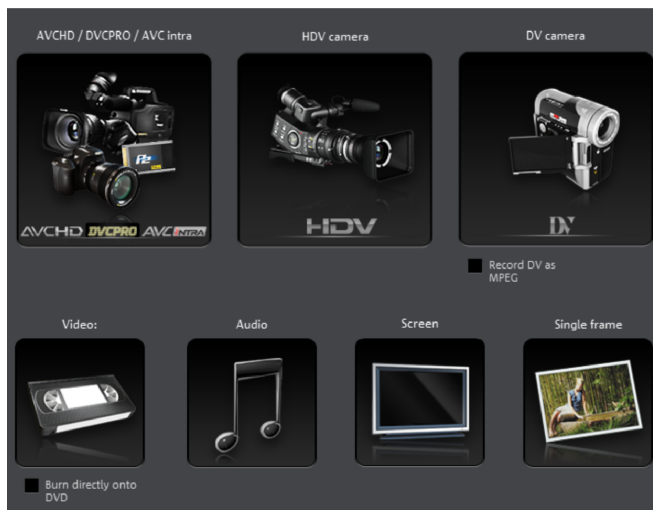 AVCHD / DVCPRO / AVC intra
HDV camera
DV camera
P2
AVCHD DVCPRO AVC INTRA
HDV
DV
Record DV as
MPEG
Video:
Audio
Screen
Single frame
Burn directly onto
DVD